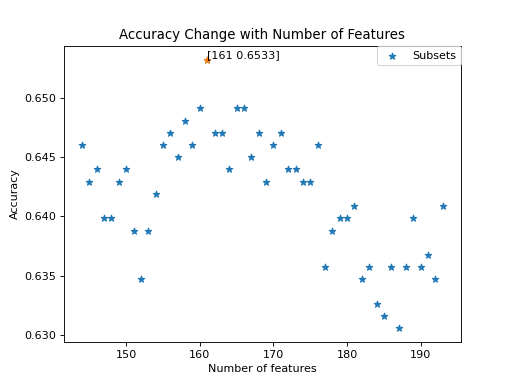 Accuracy Change with Number of Features
[161 0.6533]
Subsets
0.650
0.645
0.640
0.635
0.630
Accuracy
150 160 170 180 190
Number of features